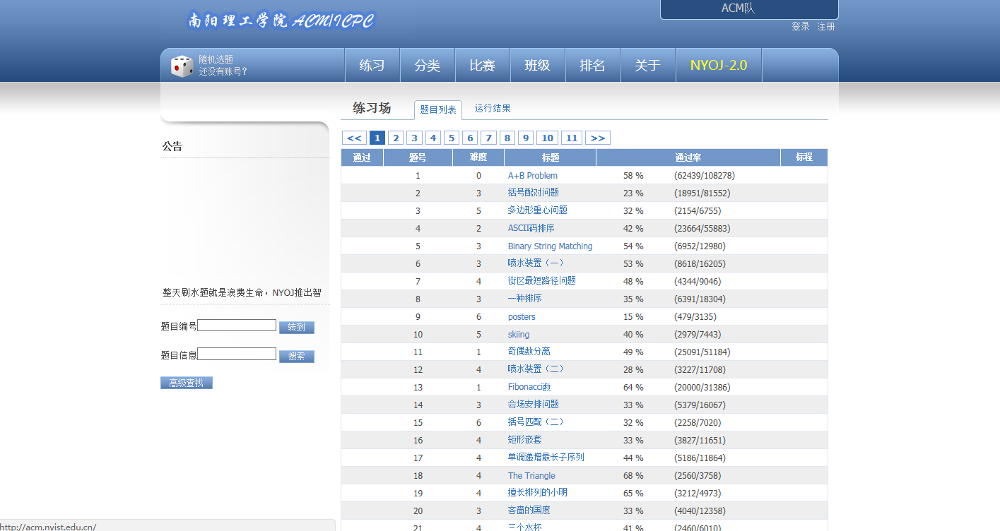 南阳理工学院 ACM/ICPC
ACM队
登录 注册
随机选题
还没有账号?
练习 分类 比赛 班级 排名 关于 NYOJ-2.0
练习场 题目列表 运行结果
<< 1 2 3 4 5 6 7 8 9 10 11 >>
公告
整天刷水题就是浪费生命，NYOJ推出智
题目编号 转到
题目信息 搜索
高级查找
通过 题号 难度 标题 通过率 标程
1 0 A+B Problem 58 % (62439/108278)
2 3 括号配对问题 23 % (18951/81552)
3 5 多边形重心问题 32 % (2154/6755)
4 2 ASCII码排序 42 % (23664/55883)
5 3 Binary String Matching 54 % (6952/12980)
6 3 喷水装置（一） 53 % (8618/16205)
7 4 街区最短路径问题 48 % (4344/9046)
8 3 一种排序 35 % (6391/18304)
9 6 posters 15 % (479/3135)
10 5 skiing 40 % (2979/7443)
11 1 奇偶数分离 49 % (25091/51184)
12 4 喷水装置（二） 28 % (3227/11708)
13 1 Fibonacci数 64 % (20000/31386)
14 3 会场安排问题 33 % (5379/16067)
15 6 括号匹配（二） 32 % (2258/7020)
16 4 矩形嵌套 33 % (3827/11651)
17 4 单调递增最长子序列 44 % (5186/11864)
18 4 The Triangle 68 % (2560/3758)
19 4 擅长排列的小明 65 % (3212/4973)
20 3 吝啬的国度 33 % (4040/12358)
21 4 三个水杯 41 % (2460/6010)
http://acm.nyist.edu.cn/